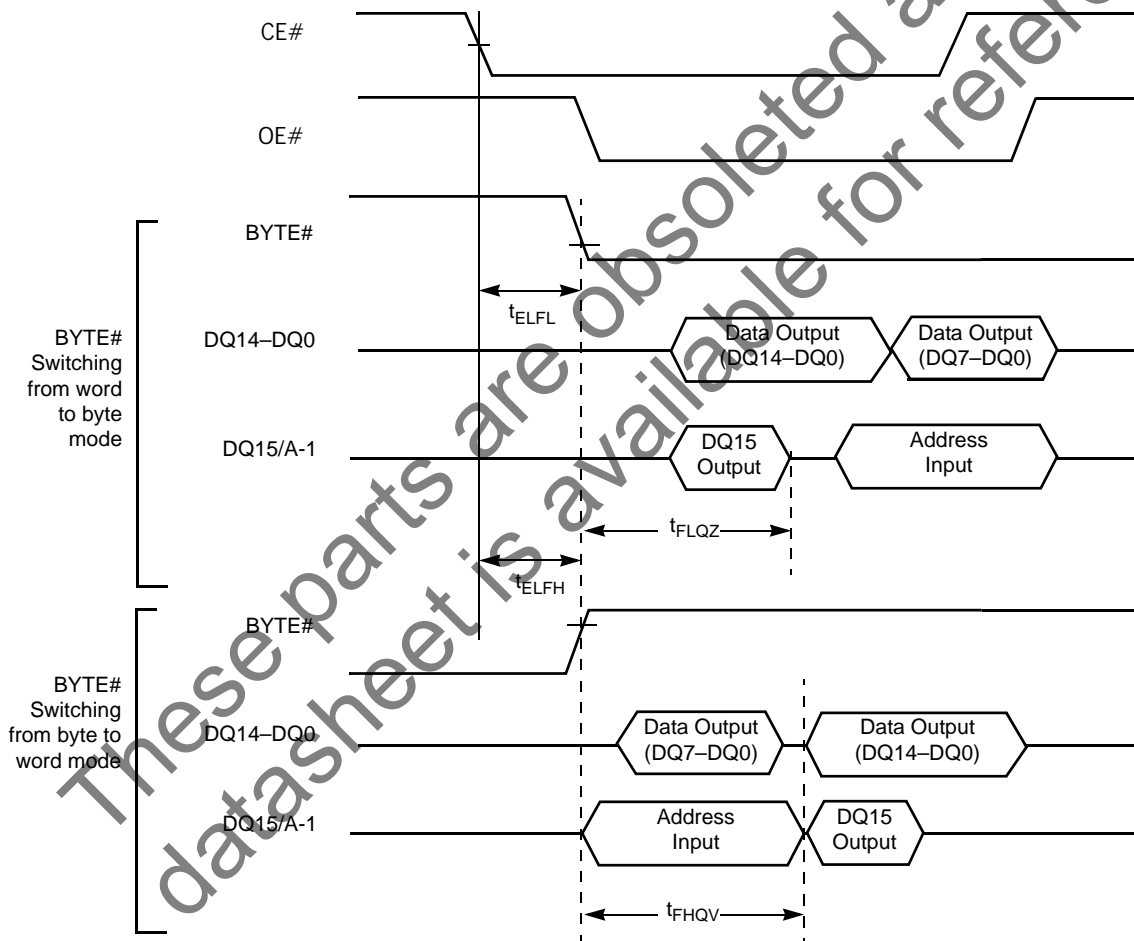 CE#
OE#
BYTE#
tELFL
BYTE#
Switching
from word
to byte
mode
DQ14–DQ0
Data Output
(DQ14–DQ0)
Data Output
(DQ7–DQ0)
DQ15/A-1
DQ15
Output
Address
Input
tFLQZ
tELFH
BYTE#
BYTE#
Switching
from byte to
word mode
DQ14–DQ0
Data Output
(DQ7–DQ0)
Data Output
(DQ14–DQ0)
DQ15/A-1
Address
Input
DQ15
Output
tFHQV
These parts are obsoleted
datasheet is available for